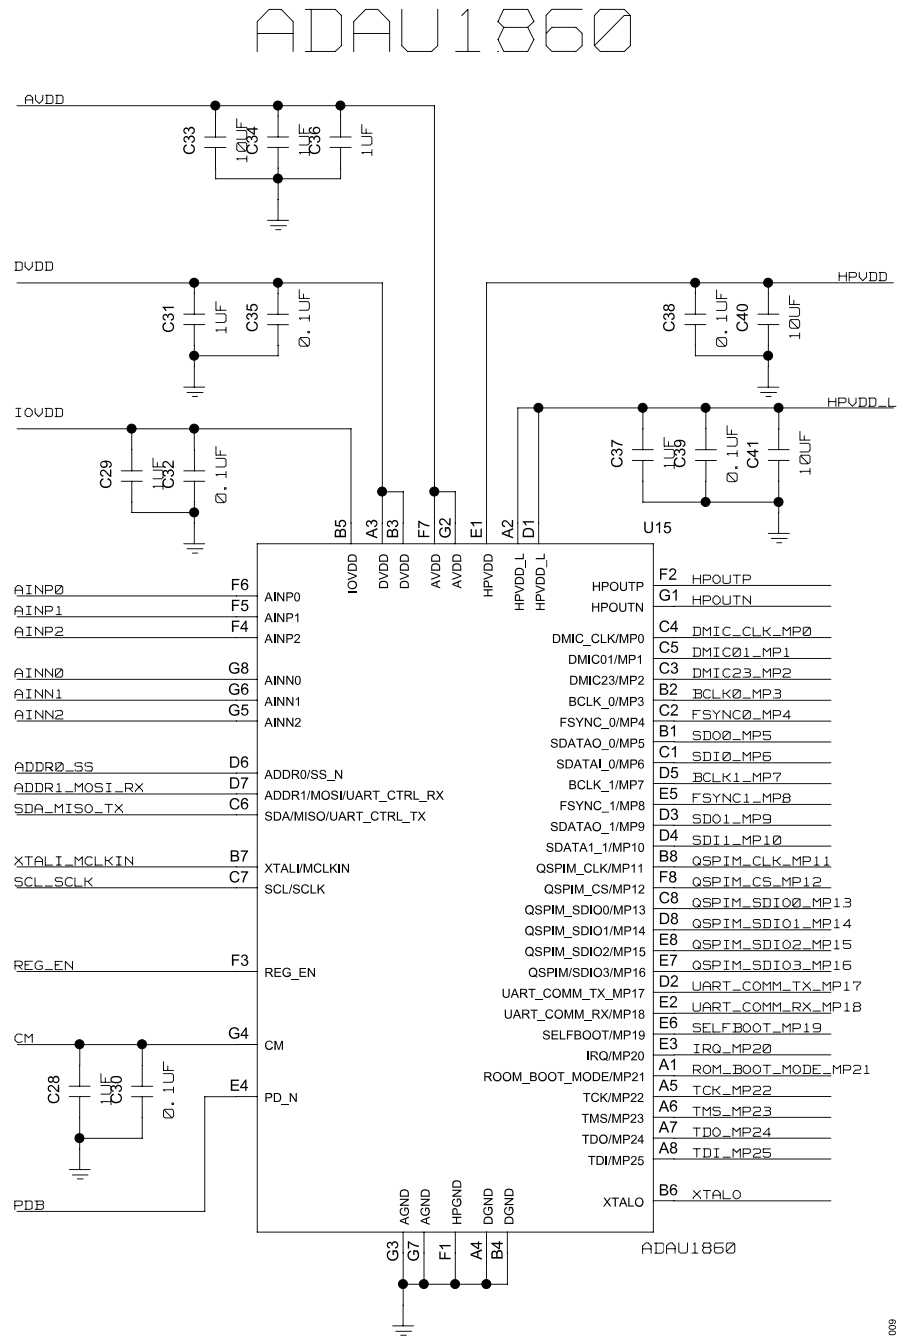 ADAU1860
AVDD
C33
10UF
C34
1UF
C36
1UF
DVDD
C31
1UF
C35
0.1UF
HPVDD
C38
0.1UF
C40
10UF
IOVDD
C29
1UF
C32
0.1UF
HPVDD_L
C37
1UF
C39
0.1UF
C41
10UF
B5
A3
B3
F7
G2
E1
A2
D1
U15
IOVDD
DVDD
DVDD
AVDD
AVDD
HPVDD
HPVDD_L
HPVDD_L
AINP0 F6 AINP0
AINP1 F5 AINP1
AINP2 F4 AINP2
AINN0 G8 AINN0
AINN1 G6 AINN1
AINN2 G5 AINN2
ADDR0_SS D6 ADDR0/SS_N
ADDR1_MOSI_RX D7 ADDR1/MOSI/UART_CTRL_RX
SDA_MISO_TX C6 SDA/MISO/UART_CTRL_TX
XTALI_MCLKIN B7 XTALI/MCLKIN
SCL_SCLK C7 SCL/SCLK
REG_EN F3 REG_EN
CM G4 CM
C28
1UF
C30
0.1UF
E4 PD_N
PDB
HPOUTP F2 HPOUTP
HPOUTN G1 HPOUTN
DMIC_CLK/MP0 C4 DMIC_CLK_MP0
DMIC01/MP1 C5 DMIC01_MP1
DMIC23/MP2 C3 DMIC23_MP2
BCLK_0/MP3 B2 BCLK0_MP3
FSYNC_0/MP4 C2 FSYNC0_MP4
SDATAO_0/MP5 B1 SDO0_MP5
SDATAI_0/MP6 C1 SDI0_MP6
BCLK_1/MP7 D5 BCLK1_MP7
FSYNC_1/MP8 E5 FSYNC1_MP8
SDATAO_1/MP9 D3 SDO1_MP9
SDATA1_1/MP10 D4 SDI1_MP10
QSPIM_CLK/MP11 B8 QSPIM_CLK_MP11
QSPIM_CS/MP12 F8 QSPIM_CS_MP12
QSPIM_SDIO0/MP13 C8 QSPIM_SDIO0_MP13
QSPIM_SDIO1/MP14 D8 QSPIM_SDIO1_MP14
QSPIM_SDIO2/MP15 E8 QSPIM_SDIO2_MP15
QSPIM/SDIO3/MP16 E7 QSPIM_SDIO3_MP16
UART_COMM_TX_MP17 D2 UART_COMM_TX_MP17
UART_COMM_RX/MP18 E2 UART_COMM_RX_MP18
SELFBOOT/MP19 E6 SELFBOOT_MP19
IRQ/MP20 E3 IRQ_MP20
ROOM_BOOT_MODE/MP21 A1 ROM_BOOT_MODE_MP21
TCK/MP22 A5 TCK_MP22
TMS/MP23 A6 TMS_MP23
TDO/MP24 A7 TDO_MP24
TDI/MP25 A8 TDI_MP25
XTALO B6 XTALO
AGND
AGND
HPGND
DGND
DGND
G3
G7
F1
A4
B4
ADAU1860
009